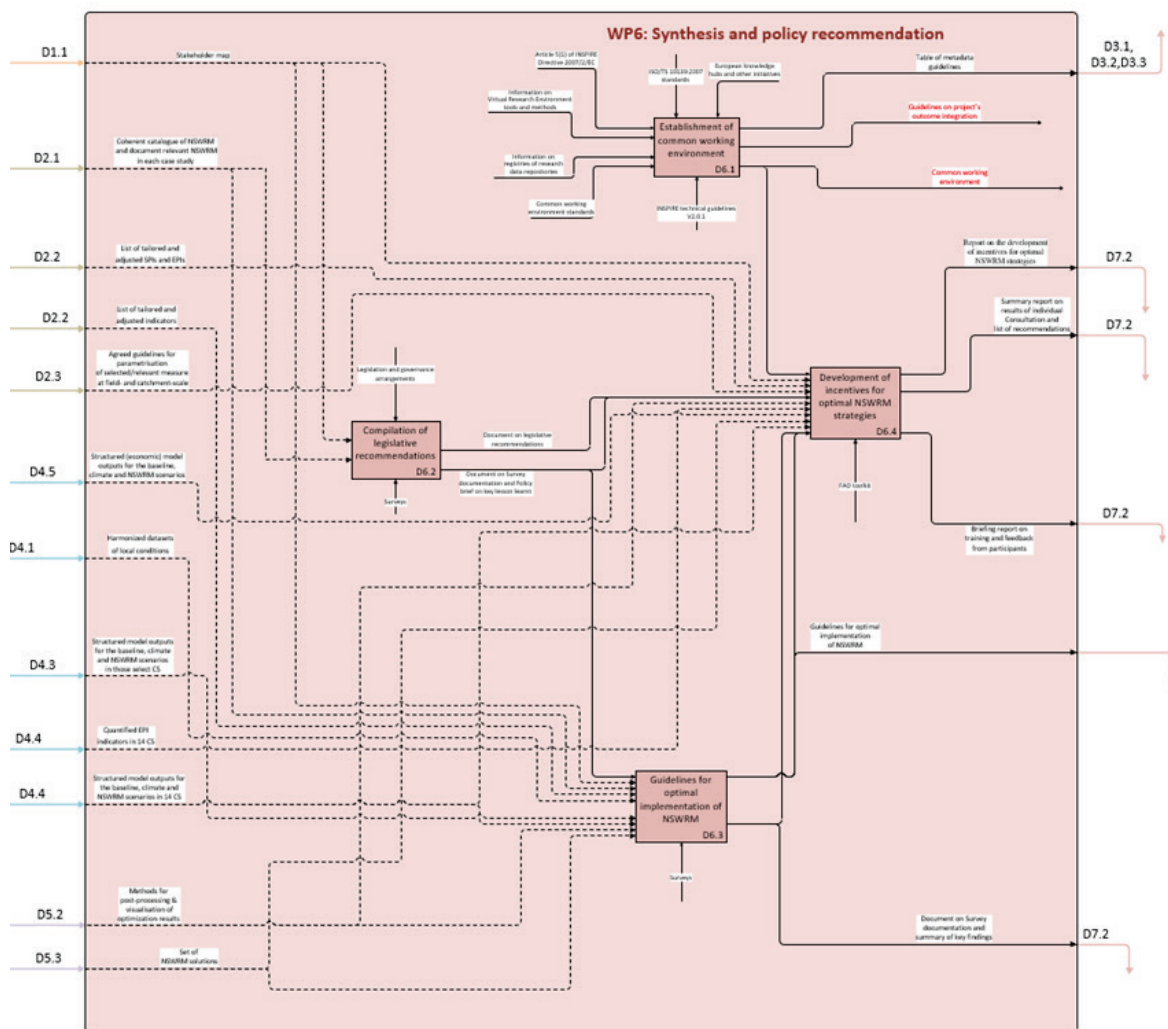 WP6: Synthesis and policy recommendation
D1.1
Stakeholder map
Article 5(1) of INSPIRE
Directive 2007/2/EC
ISO/TS 19139:2007
standards
European knowledge
hubs and other initiatives
Table of metadata
guidelines
D3.1,
D3.2,D3.3
Information on
Virtual Research Environment
tools and methods
Establishment of
common working
environment
D6.1
Guidelines on project's
outcome integration
D2.1
Coherent catalogue of NSWRM
and document relevant NSWRM
in each case study
Information on
registries of research
data repositories
Common working
environment
Common working
environment standards
INSPIRE technical guidelines
V2.0.1
D2.2
List of tailored and
adjusted SPIs and EPIs
Report on the development
of incentives for optimal
NSWRM strategies
D7.2
D2.2
List of tailored and
adjusted indicators
Summary report on
results of individual
Consultation and
list of recommendations
D7.2
D2.3
Agreed guidelines for
parametrisation
of selected/relevant measure
at field- and catchment-scale
Legislation and governance
arrangements
Development of
incentives for
optimal NSWRM
strategies
D6.4
Compilation of
legislative
recommendations
D6.2
Document on legislative
recommendations
D4.5
Structured (economic) model
outputs for the baseline,
climate and NSWRM scenarios
Document on Survey
documentation and Policy
brief on key lesson learnt
Surveys
FAO toolkit
D4.1
Harmonized datasets
of local conditions
Briefing report on
training and feedback
from participants
D7.2
D4.3
Structured model outputs
for the baseline, climate
and NSWRM scenarios
in those select CS
Guidelines for optimal
implementation
of NSWRM
D4.4
Quantified EPI
indicators in 14 CS
D4.4
Structured model outputs for
the baseline, climate and
NSWRM scenarios in 14 CS
Guidelines for
optimal
implementation of
NSWRM
D6.3
Surveys
D5.2
Methods for
post-processing &
visualisation of
optimization results
Document on Survey
documentation and
summary of key findings
D7.2
D5.3
Set of
NSWRM solutions